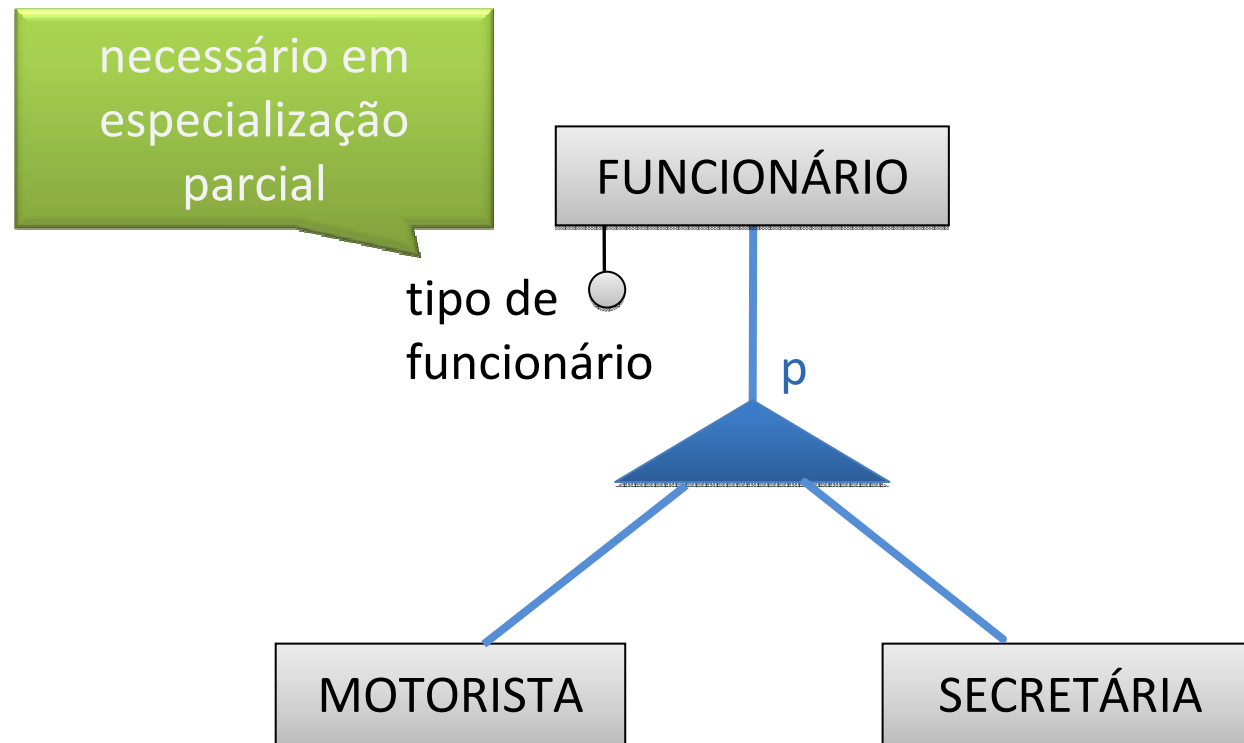 necessário em
especialização
parcial
FUNCIONÁRIO
tipo de
funcionário
p
MOTORISTA
SECRETÁRIA